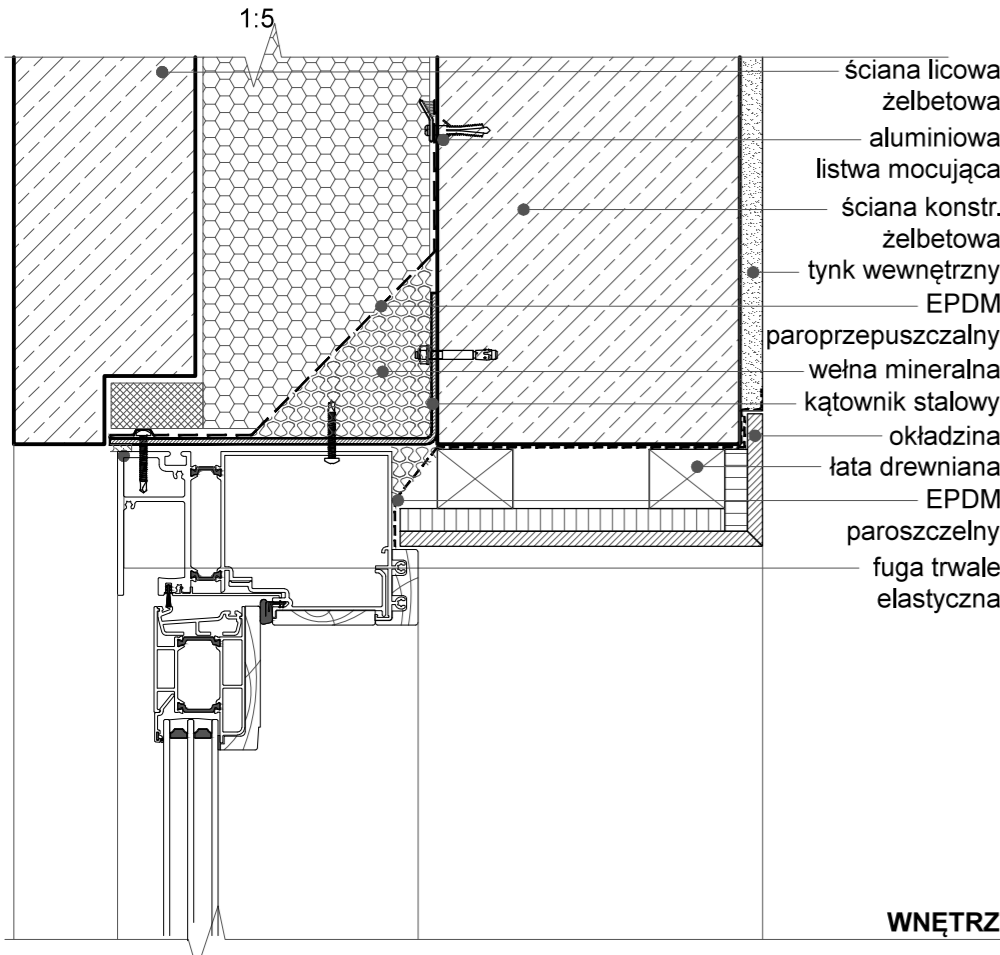 1:5
ściana licowa
żelbetowa
aluminiowa
listwa mocująca
ściana konstr.
żelbetowa
tynk wewnętrzny
EPDM
paroprzepuszczalny
wełna mineralna
kątownik stalowy
okładzina
łata drewniana
EPDM
paroszczelny
fuga trwale
elastyczna
WNĘTRZ